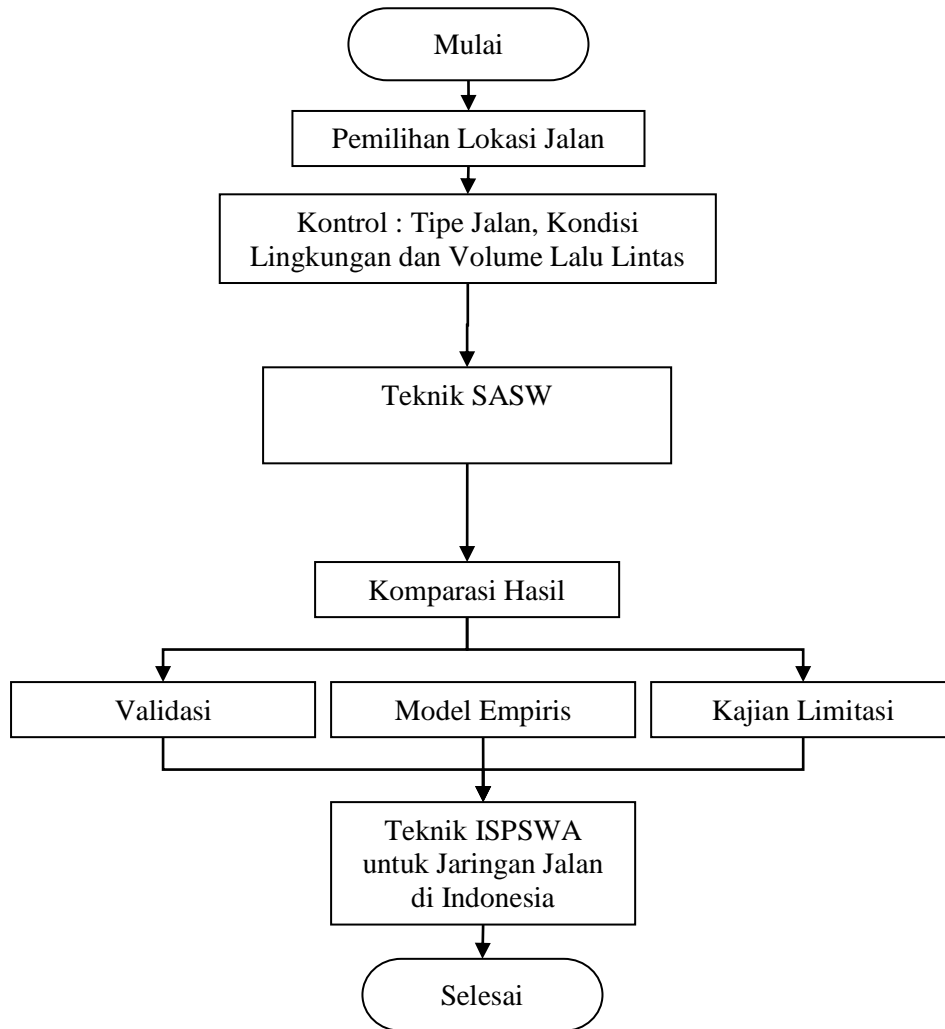 Mulai
Pemilihan Lokasi Jalan
Kontrol : Tipe Jalan, Kondisi
Lingkungan dan Volume Lalu Lintas
Teknik SASW
Komparasi Hasil
Validasi
Model Empiris
Kajian Limitasi
Teknik ISPSWA
untuk Jaringan Jalan
di Indonesia
Selesai